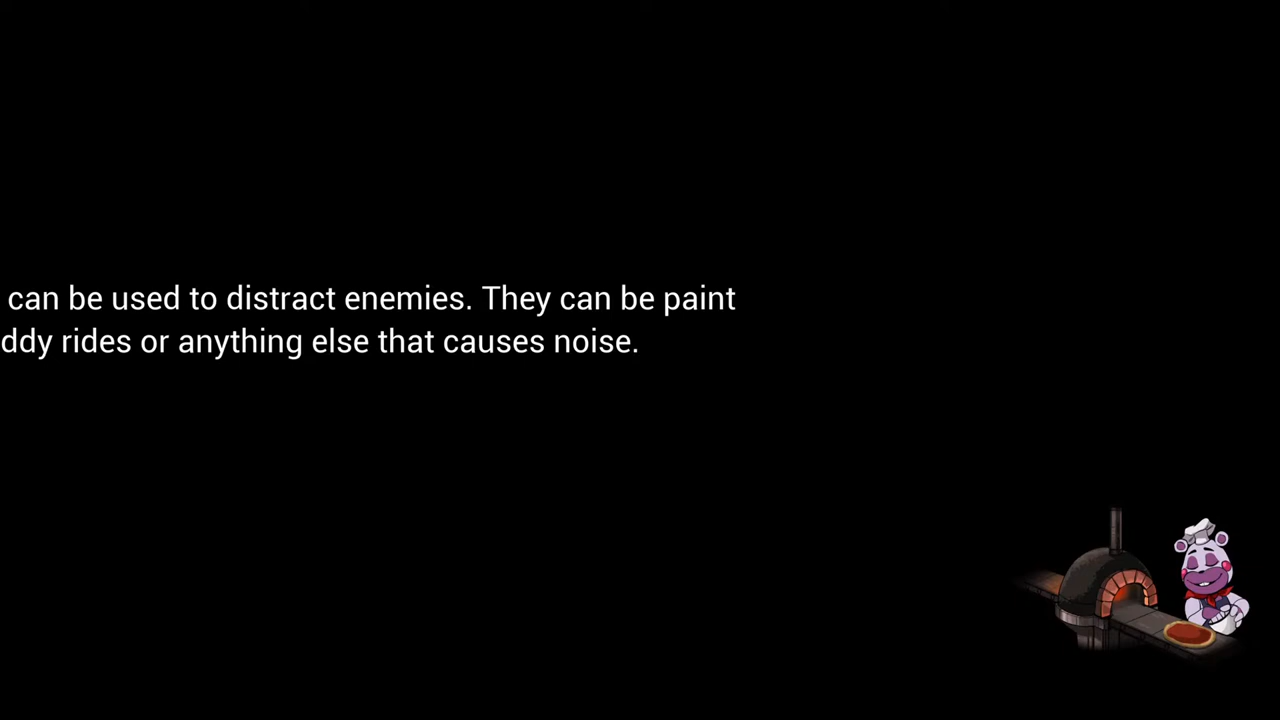 can be used to distract enemies. They can be paint
ddy rides or anything else that causes noise.